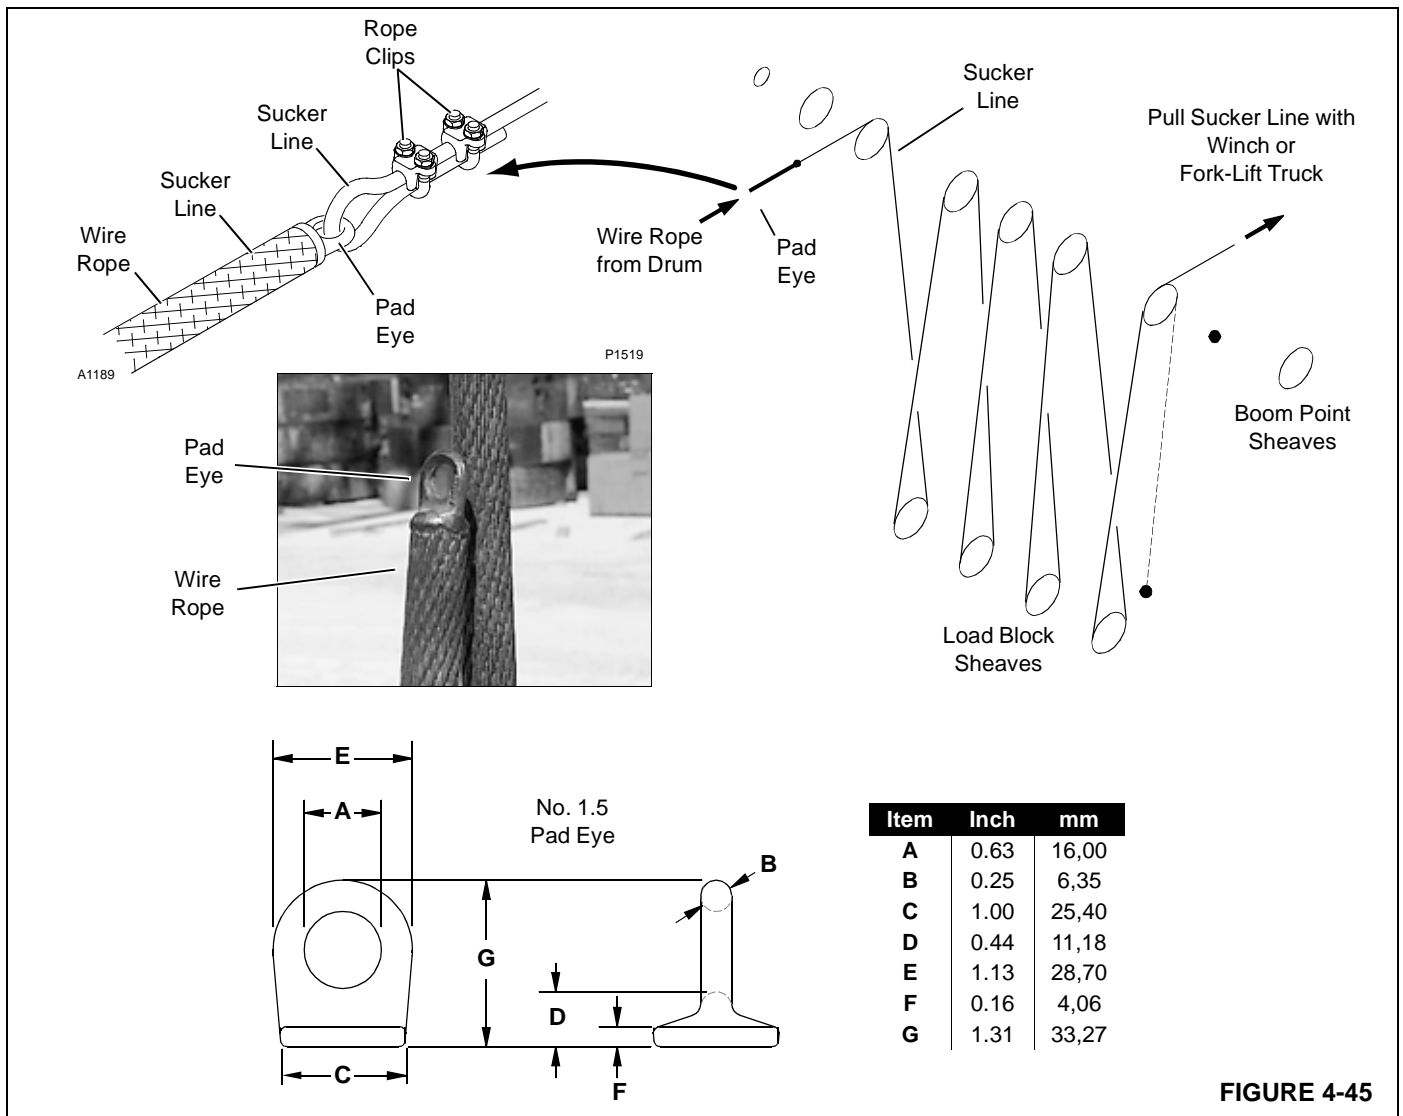 Rope
Clips
Sucker
Line
Sucker
Line
Wire
Rope
Pad
Eye
A1189
P1519
Sucker
Line
Pull Sucker Line with
Winch or
Fork-Lift Truck
Wire Rope
from Drum
Pad
Eye
Boom Point
Sheaves
Load Block
Sheaves
Pad
Eye
Wire
Rope
E
A
No. 1.5
Pad Eye
B
G
D
C
F
Item Inch mm
A 0.63 16,00
B 0.25 6,35
C 1.00 25,40
D 0.44 11,18
E 1.13 28,70
F 0.16 4,06
G 1.31 33,27
FIGURE 4-45